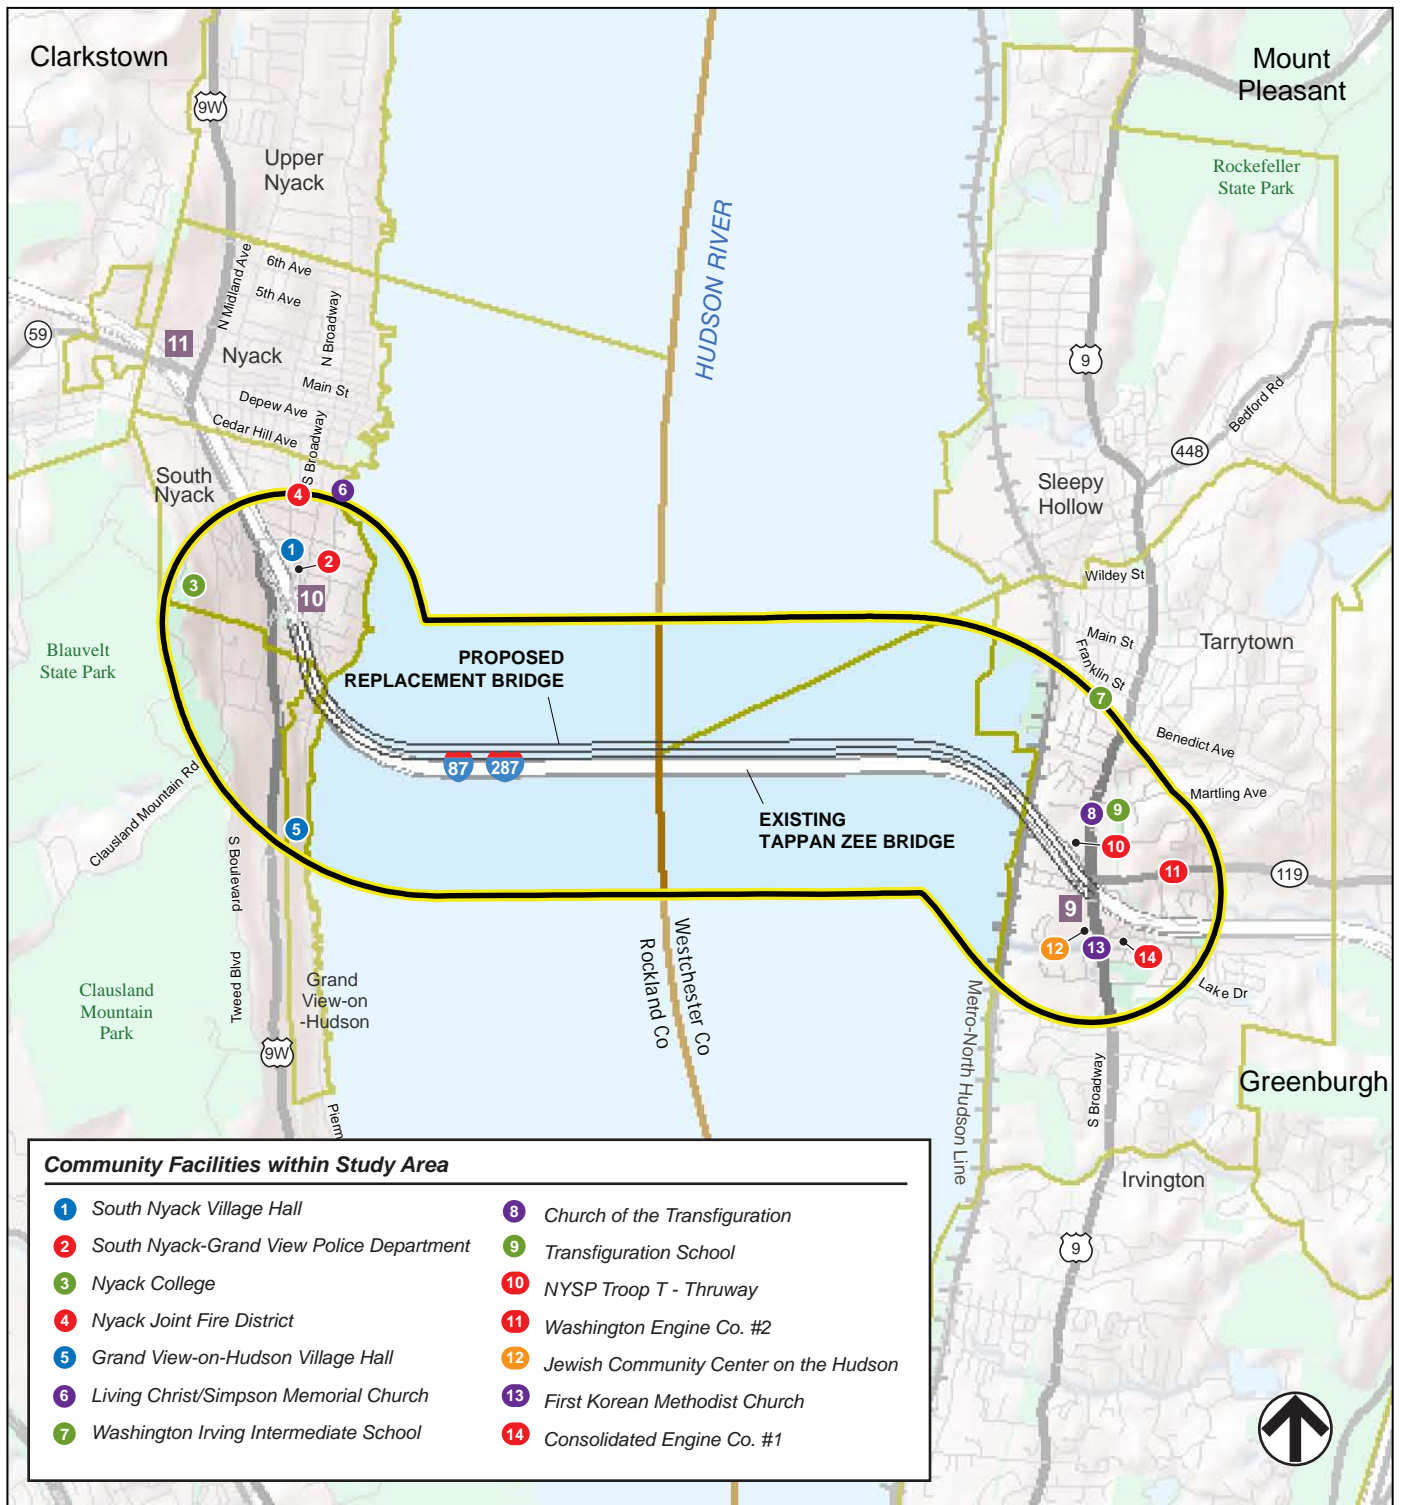 Clarkstown
Mount
Pleasant
9W
Upper
Nyack
Rockefeller
State Park
HUDSON RIVER
6th Ave
5th Ave
N Midland Ave
N Broadway
59
11
Nyack
9
Main St
Depew Ave
Cedar Hill Ave
S Broadway
Bedford Rd
448
South
Nyack
Sleepy
Hollow
4
6
1
2
3
10
Wildey St
Main St
Franklin St
Tarrytown
Blauvelt
State Park
PROPOSED
REPLACEMENT BRIDGE
7
Benedict Ave
87
287
Martling Ave
Clausland Mountain Rd
EXISTING
TAPPAN ZEE BRIDGE
5
8
9
10
11
119
S Boulevard
9
12
13
14
Tweed Blvd
Clausland
Mountain
Park
Grand
View-on
-Hudson
Rockland Co
Westchester Co
Metro-North Hudson Line
Lake Dr
9W
Greenburgh
S Broadway
Pierm
Irvington
9
Community Facilities within Study Area
1 South Nyack Village Hall
2 South Nyack-Grand View Police Department
3 Nyack College
4 Nyack Joint Fire District
5 Grand View-on-Hudson Village Hall
6 Living Christ/Simpson Memorial Church
7 Washington Irving Intermediate School
8 Church of the Transfiguration
9 Transfiguration School
10 NYSP Troop T - Thruway
11 Washington Engine Co. #2
12 Jewish Community Center on the Hudson
13 First Korean Methodist Church
14 Consolidated Engine Co. #1